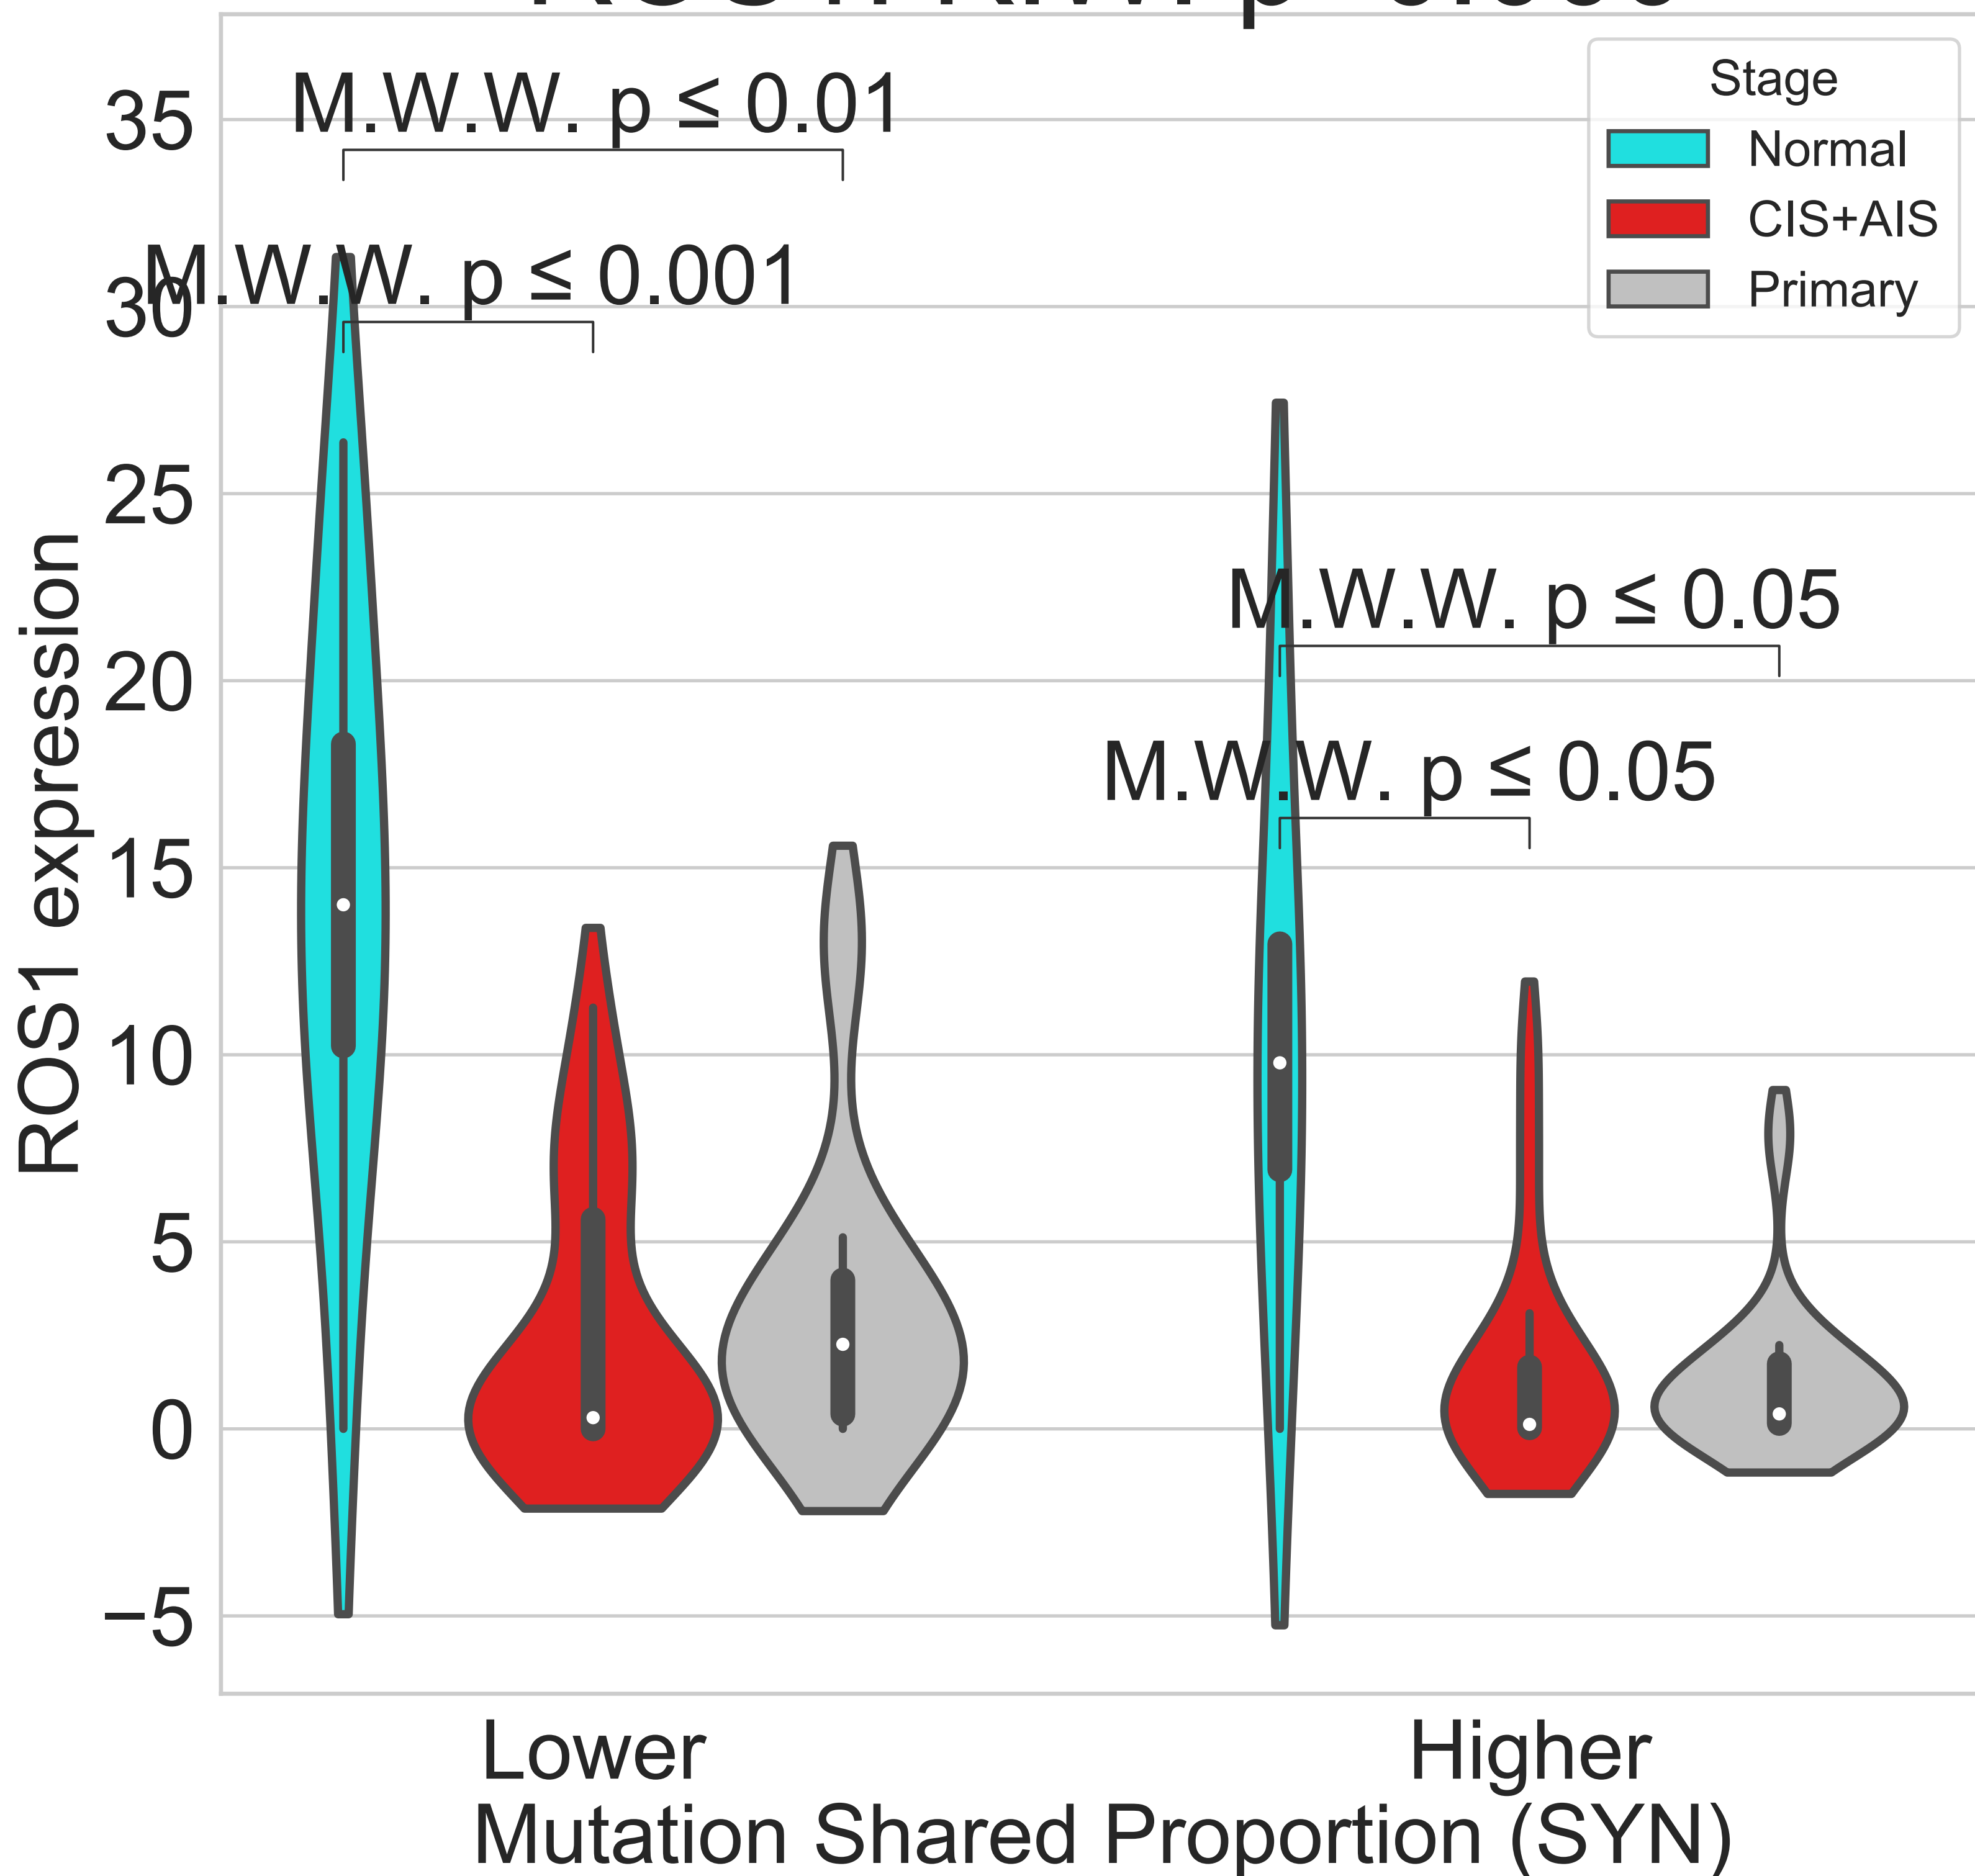 Stage
Normal
CIS+AIS
Primary
M.W.W. p ≤ 0.01
M.W.W. p ≤ 0.001
M.W.W. p ≤ 0.05
M.W.W. p ≤ 0.05
35
30
25
20
15
10
5
0
−5
ROS1 expression
Lower
Higher
Mutation Shared Proportion (SYN)